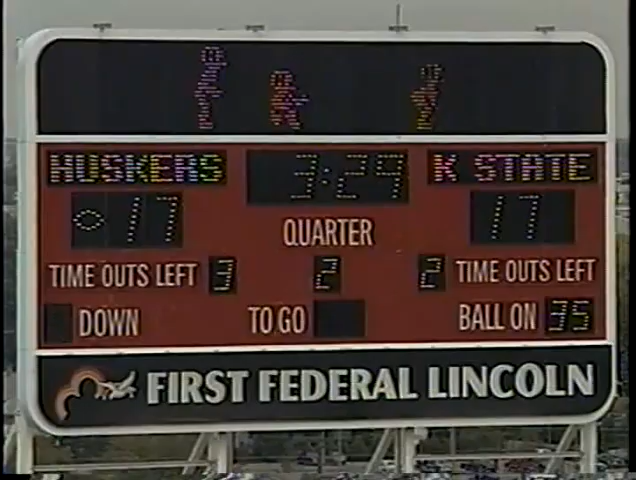 HUSKERS 3:29 K STATE
17 QUARTER 17
TIME OUTS LEFT 3 2 2 TIME OUTS LEFT
DOWN TO GO BALL ON 35
FIRST FEDERAL LINCOLN